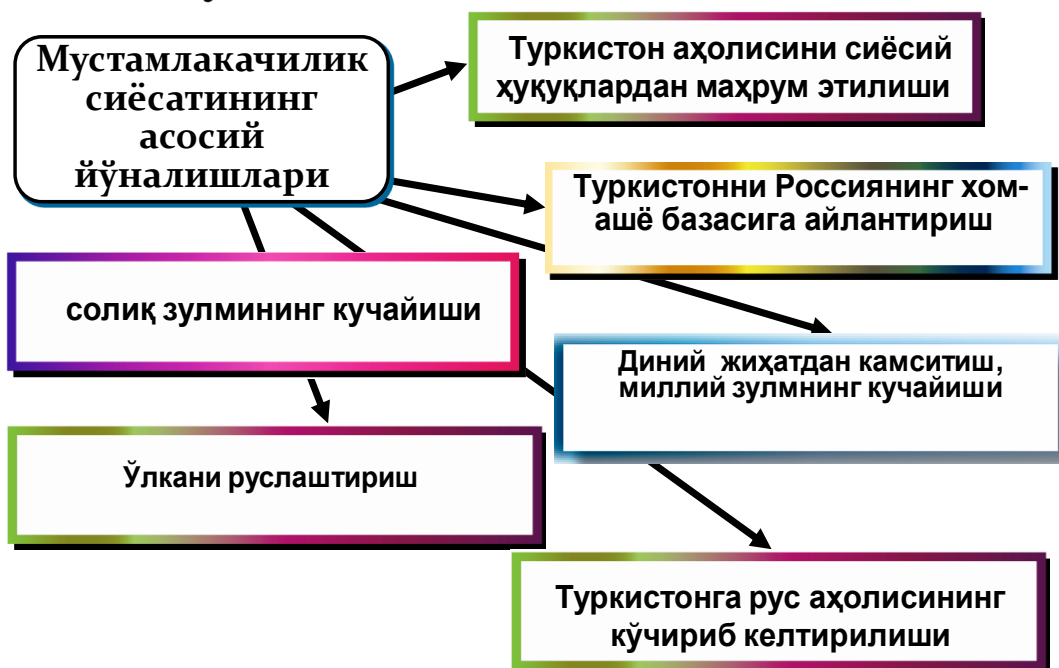 Мустамлакачилик
сиёсатининг
асосий
йўналишлари
Туркистон аҳолисини сиёсий
ҳуқуқлардан маҳрум этилиши
Туркистонни Россиянинг хом-
ашё базасига айлантириш
солиқ зулмининг кучайиши
Диний жиҳатдан камситиш,
миллий зулмнинг кучайиши
Ўлкани руслаштириш
Туркистонга рус аҳолисининг
кўчириб келтирилиши